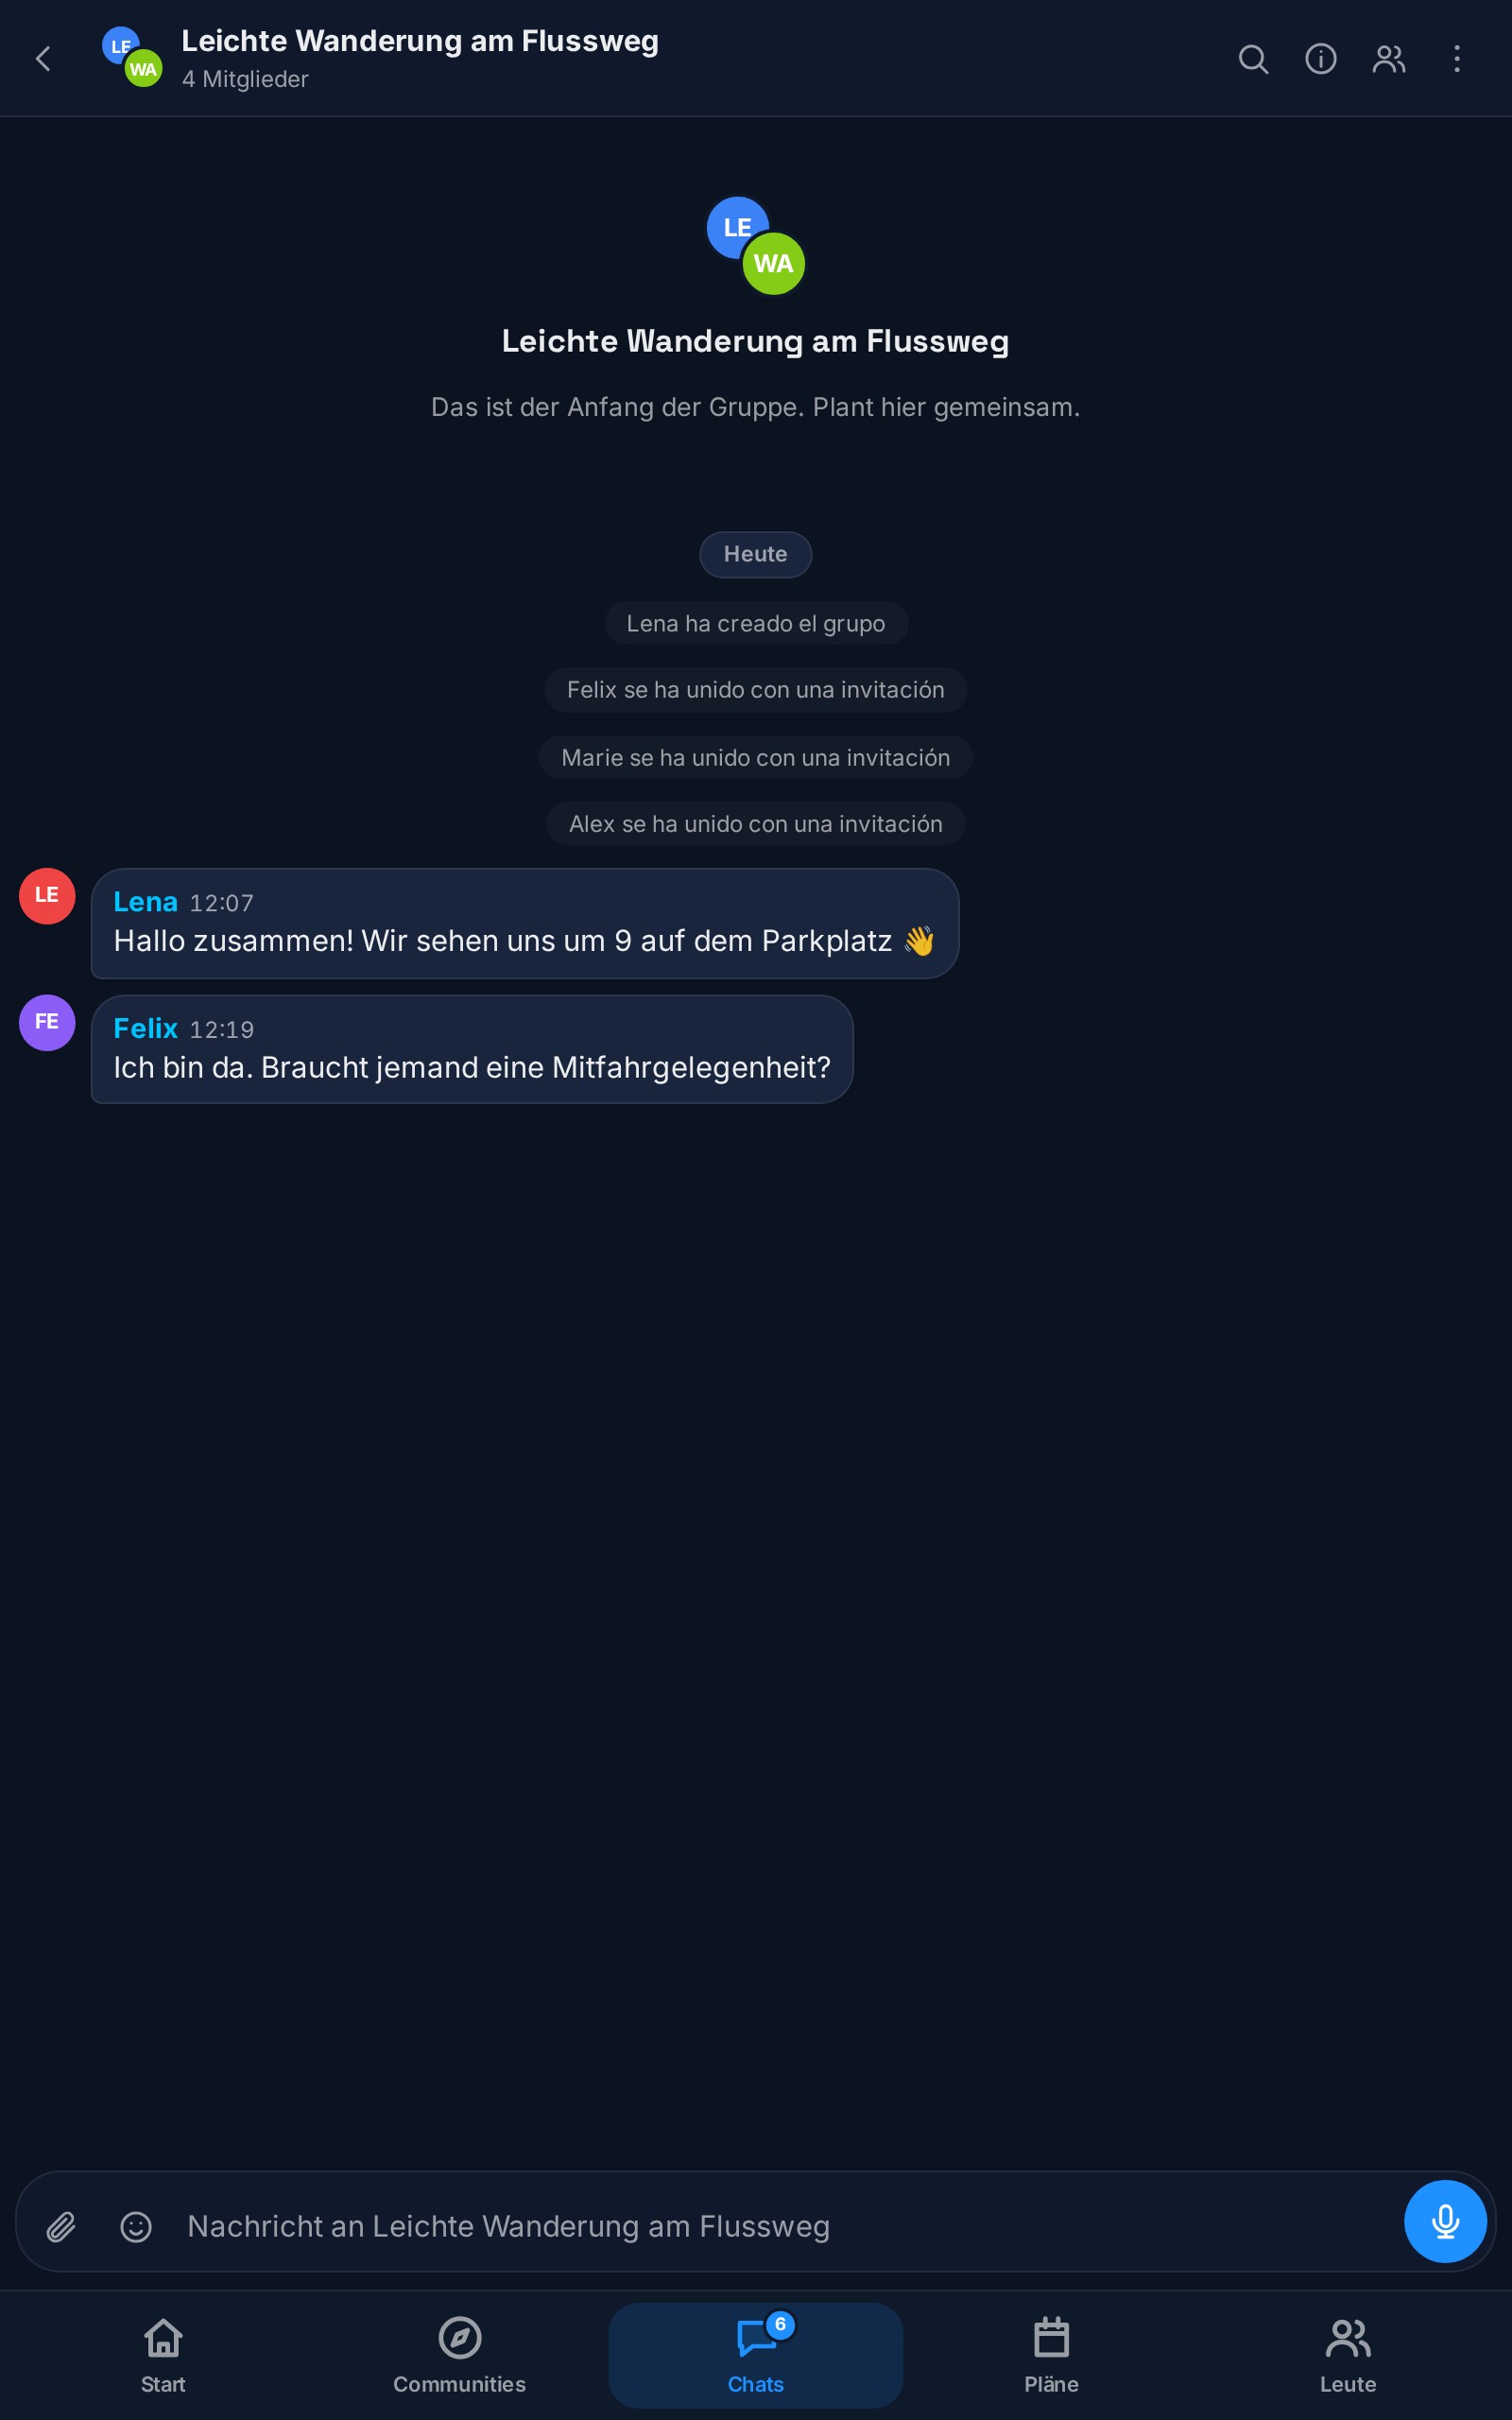 LE
WA
Leichte Wanderung am Flussweg
4 Mitglieder
LE
WA
Leichte Wanderung am Flussweg
Das ist der Anfang der Gruppe. Plant hier gemeinsam.
Heute
Lena ha creado el grupo
Felix se ha unido con una invitación
Marie se ha unido con una invitación
Alex se ha unido con una invitación
LE
Lena 12:07
Hallo zusammen! Wir sehen uns um 9 auf dem Parkplatz 👋
FE
Felix 12:19
Ich bin da. Braucht jemand eine Mitfahrgelegenheit?
Nachricht an Leichte Wanderung am Flussweg
6
Start
Communities
Chats
Pläne
Leute